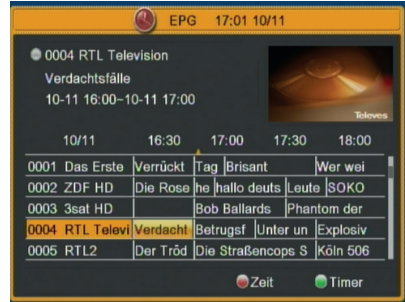 EPG 17:01 10/11
0004 RTL Television
Verdachtsfälle
10-11 16:00~10-11 17:00
Televes
10/11 16:30 17:00 17:30 18:00
0001 Das Erste Verrückt Tag Brisant Wer wei
0002 ZDF HD Die Rose he hallo deuts Leute SOKO
0003 3sat HD Bob Ballards Phantom der
0004 RTL Televi Verdacht Betrugsf Unter un Explosiv
0005 RTL2 Der Tröd Die Straßencops S Köln 506
Zeit Timer